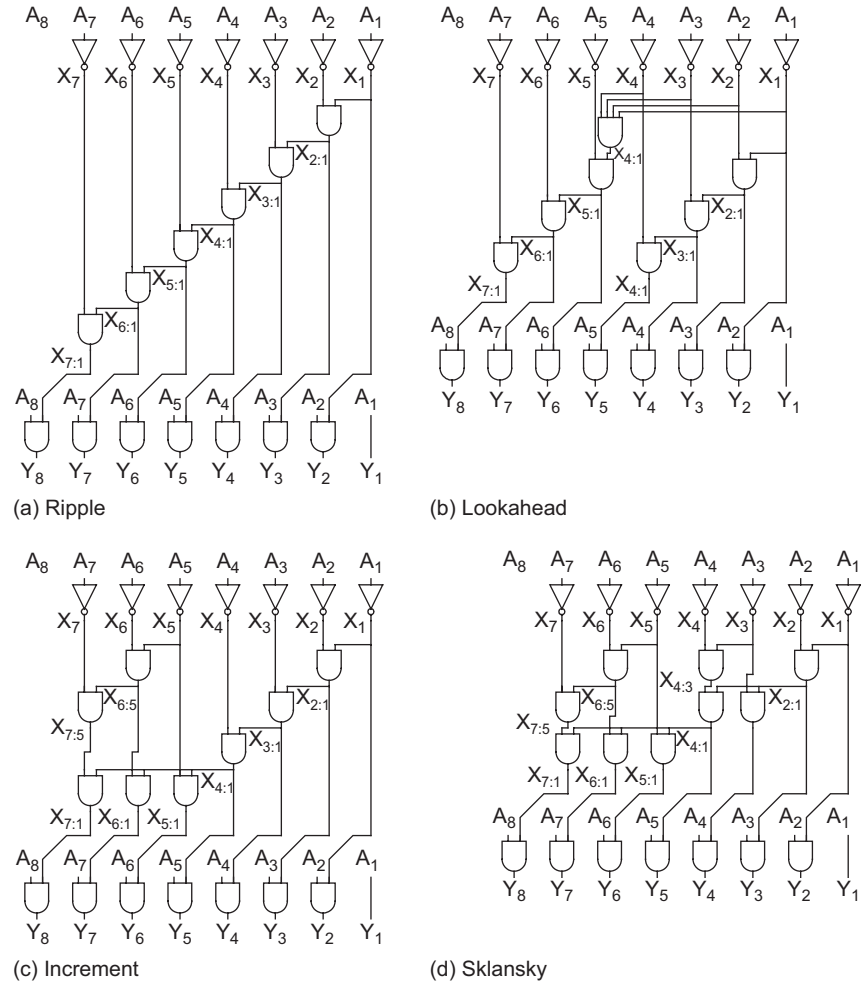 A8 A7 A6 A5 A4 A3 A2 A1
X7 X6 X5 X4 X3 X2 X1
X2:1
X3:1
X4:1
X5:1
X6:1
X7:1
A8 A7 A6 A5 A4 A3 A2 A1
Y8 Y7 Y6 Y5 Y4 Y3 Y2 Y1
(a) Ripple
A8 A7 A6 A5 A4 A3 A2 A1
X7 X6 X5 X4 X3 X2 X1
X4:1
X5:1 X2:1
X6:1 X3:1
X7:1 X4:1
A8 A7 A6 A5 A4 A3 A2 A1
Y8 Y7 Y6 Y5 Y4 Y3 Y2 Y1
(b) Lookahead
A8 A7 A6 A5 A4 A3 A2 A1
X7 X6 X5 X4 X3 X2 X1
X6:5 X2:1
X7:5 X3:1
X4:1
X7:1 X6:1 X5:1
A8 A7 A6 A5 A4 A3 A2 A1
Y8 Y7 Y6 Y5 Y4 Y3 Y2 Y1
(c) Increment
A8 A7 A6 A5 A4 A3 A2 A1
X7 X6 X5 X4 X3 X2 X1
X4:3
X6:5 X2:1
X7:5
X4:1
X7:1 X6:1 X5:1
A8 A7 A6 A5 A4 A3 A2 A1
Y8 Y7 Y6 Y5 Y4 Y3 Y2 Y1
(d) Sklansky